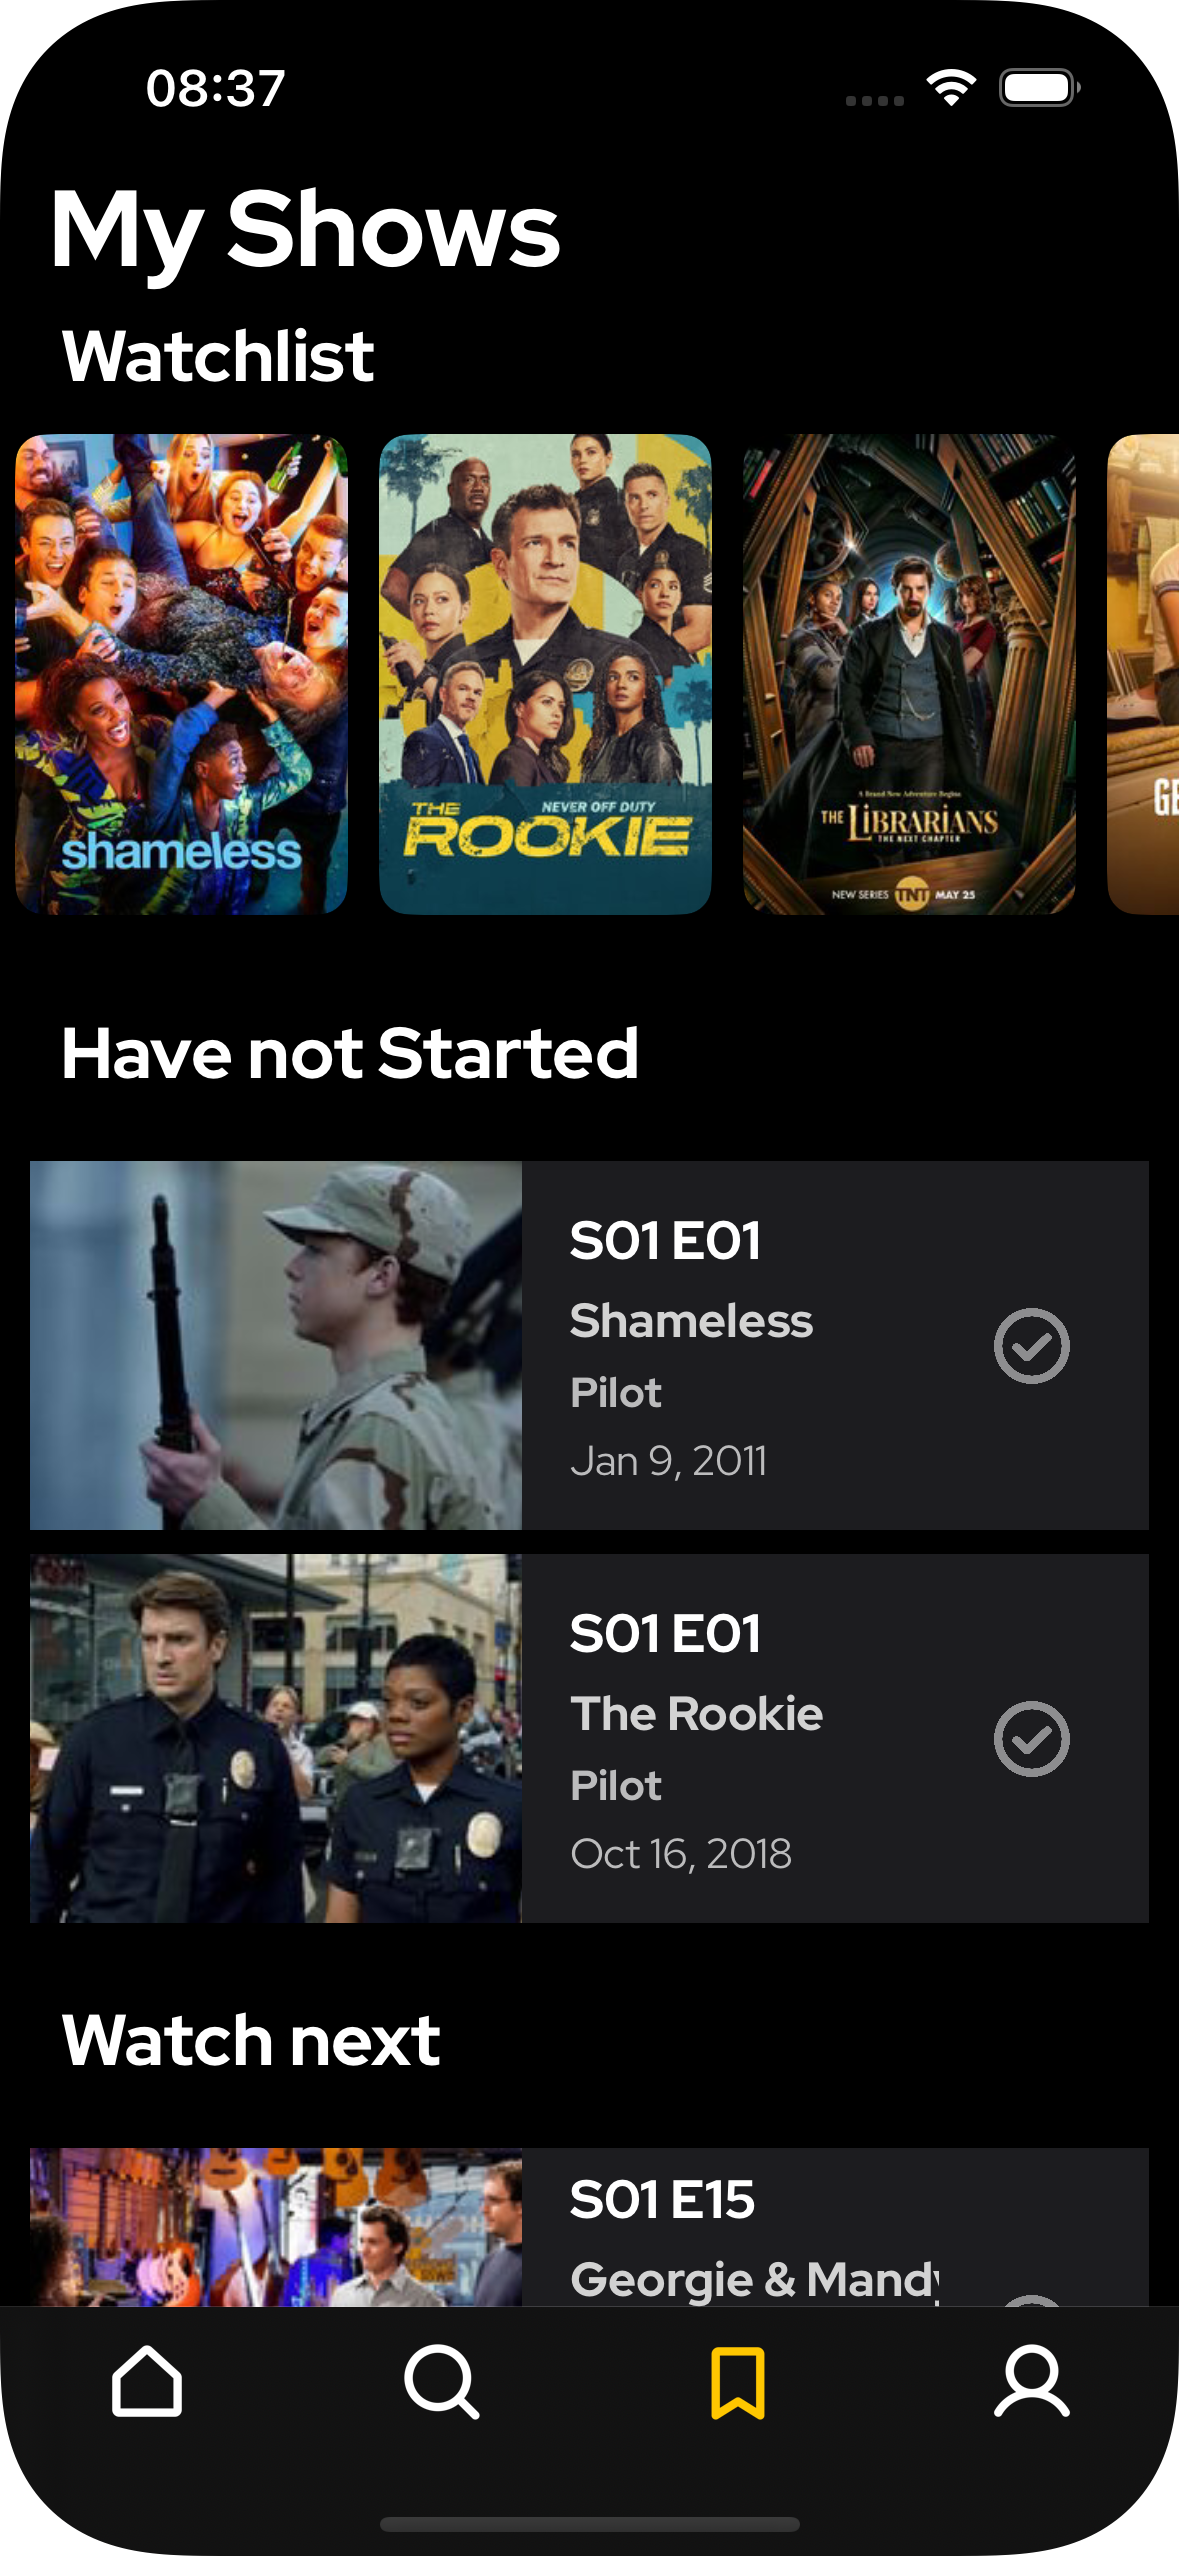 08:37
My Shows
Watchlist
shameless
THE
NEVER OFF DUTY
ROOKIE
A Brand New Adventure Begins
THE LIBRARIANS
THE NEXT CHAPTER
NEW SERIES TNT MAY 25
GE
Have not Started
S01 E01
Shameless
Pilot
Jan 9, 2011
S01 E01
The Rookie
Pilot
Oct 16, 2018
Watch next
S01 E15
Georgie & Mandy